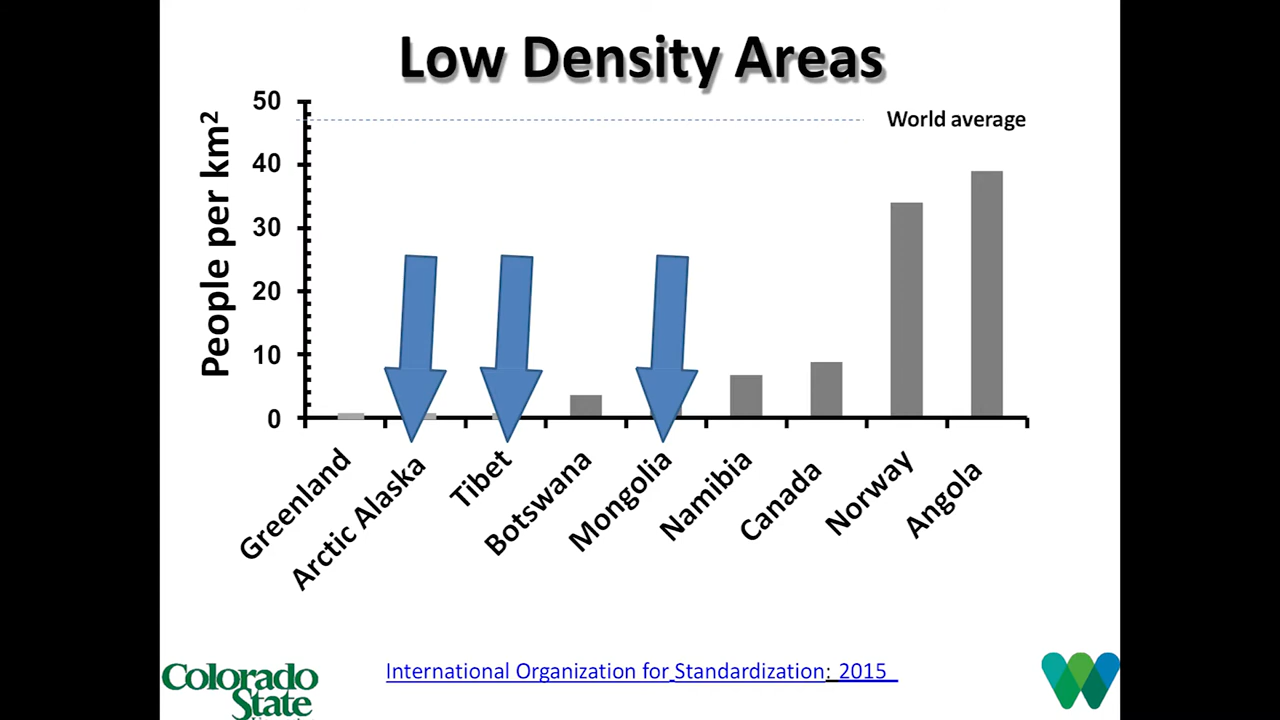 Low Density Areas
People per km²
50
40
30
20
10
0
World average
Greenland
Arctic Alaska
Tibet
Botswana
Mongolia
Namibia
Canada
Norway
Angola
International Organization for Standardization: 2015
Colorado
State